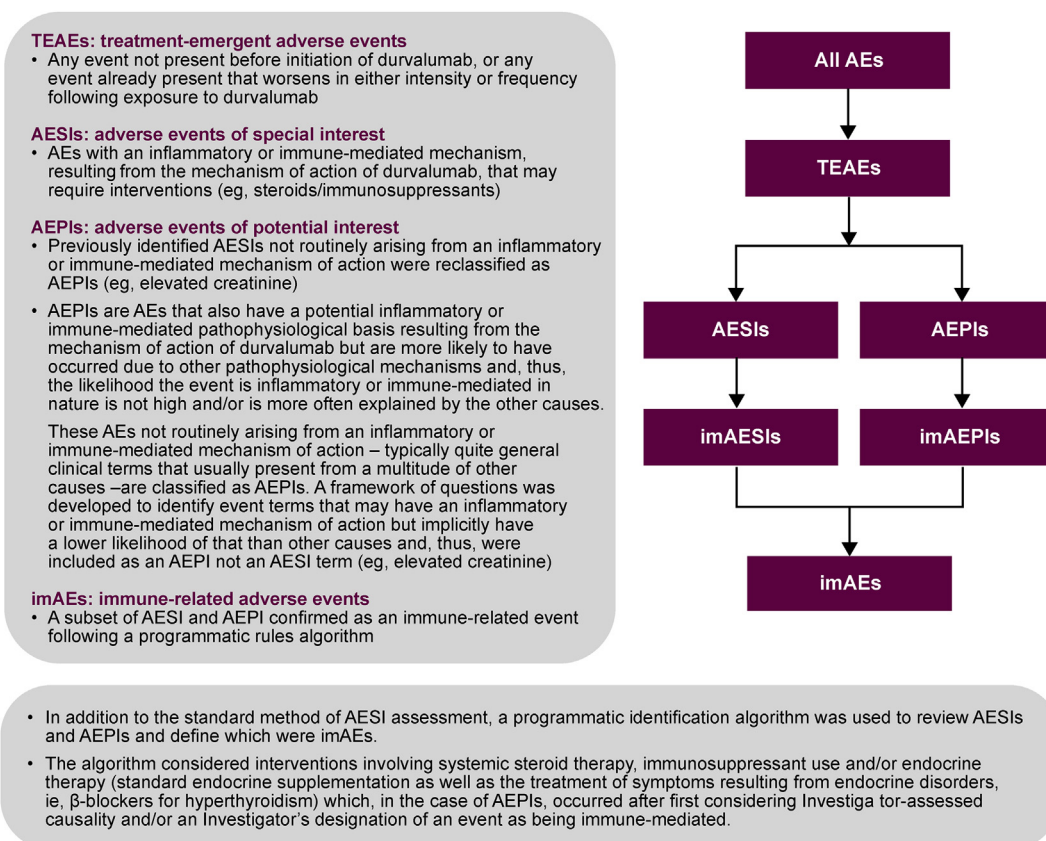 TEAEs: treatment-emergent adverse events
• Any event not present before initiation of durvalumab, or any
event already present that worsens in either intensity or frequency
following exposure to durvalumab
AESIs: adverse events of special interest
• AEs with an inflammatory or immune-mediated mechanism,
resulting from the mechanism of action of durvalumab, that may
require interventions (eg, steroids/immunosuppressants)
AEPIs: adverse events of potential interest
• Previously identified AESIs not routinely arising from an inflammatory
or immune-mediated mechanism of action were reclassified as
AEPIs (eg, elevated creatinine)
• AEPIs are AEs that also have a potential inflammatory or
immune-mediated pathophysiological basis resulting from the
mechanism of action of durvalumab but are more likely to have
occurred due to other pathophysiological mechanisms and, thus,
the likelihood the event is inflammatory or immune-mediated in
nature is not high and/or is more often explained by the other causes.
These AEs not routinely arising from an inflammatory or
immune-mediated mechanism of action – typically quite general
clinical terms that usually present from a multitude of other
causes –are classified as AEPIs. A framework of questions was
developed to identify event terms that may have an inflammatory
or immune-mediated mechanism of action but implicitly have
a lower likelihood of that than other causes and, thus, were
included as an AEPI not an AESI term (eg, elevated creatinine)
imAEs: immune-related adverse events
• A subset of AESI and AEPI confirmed as an immune-related event
following a programmatic rules algorithm
All AEs
TEAEs
AESIs
AEPIs
imAESIs
imAEPIs
imAEs
• In addition to the standard method of AESI assessment, a programmatic identification algorithm was used to review AESIs
and AEPIs and define which were imAEs.
• The algorithm considered interventions involving systemic steroid therapy, immunosuppressant use and/or endocrine
therapy (standard endocrine supplementation as well as the treatment of symptoms resulting from endocrine disorders,
ie, β-blockers for hyperthyroidism) which, in the case of AEPIs, occurred after first considering Investiga tor-assessed
causality and/or an Investigator's designation of an event as being immune-mediated.